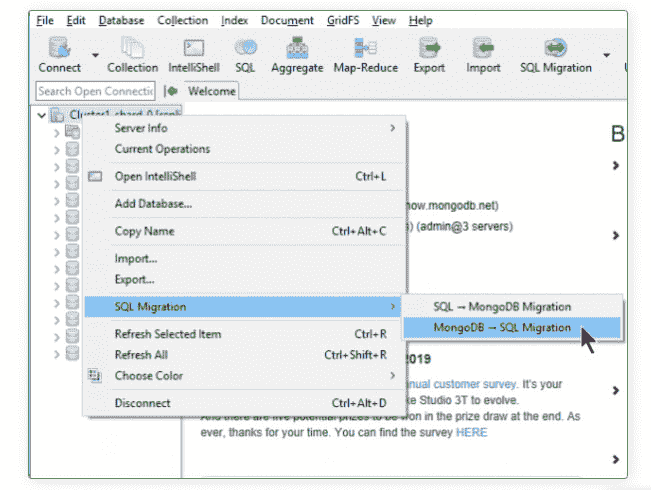 File Edit Database Collection Index Document GridFS View Help
Connect Collection IntelliShell SQL Aggregate Map-Reduce Export Import SQL Migration
Search Open Connectic Welcome
Cluster1-shard-0 [repl
Server Info
Current Operations
Open IntelliShell Ctrl+L
Add Database...
Copy Name Ctrl+Alt+C
Import...
Export...
SQL Migration
Refresh Selected Item Ctrl+R
Refresh All Ctrl+Shift+R
Choose Color
Disconnect Ctrl+Alt+D
SQL → MongoDB Migration
MongoDB → SQL Migration
B
now.mongodb.net)
) (admin@3 servers)
2019
nnual customer survey. It's your
ke Studio 3T to evolve.
And there are five potential prizes to be won in the prize draw at the end. As
ever, thanks for your time. You can find the survey HERE